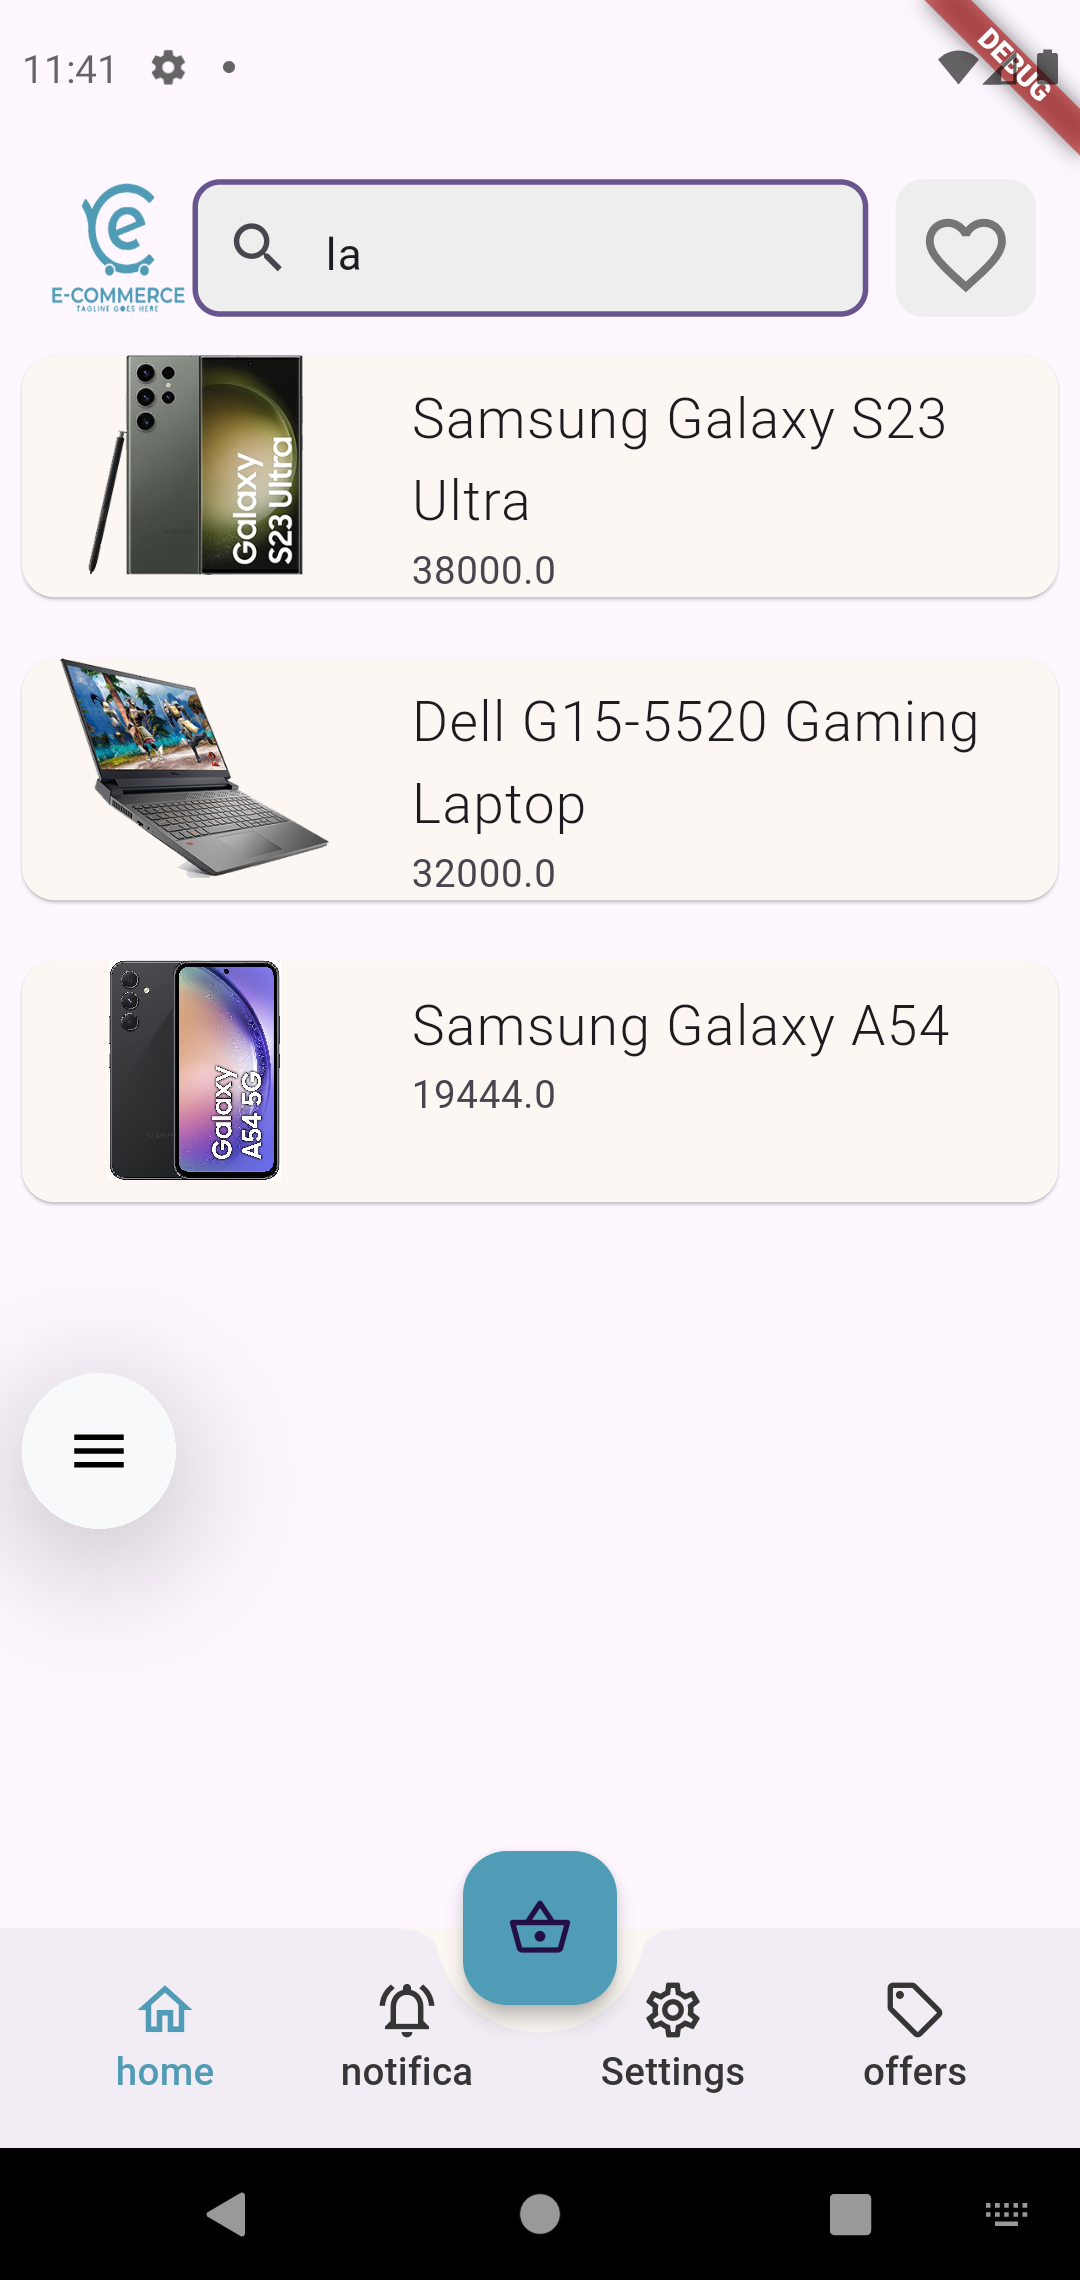 11:41
DEBUG
e
E-COMMERCE
TAGLINE GOES HERE
la
Galaxy
S23 Ultra
Samsung Galaxy S23
Ultra
38000.0
Dell G15-5520 Gaming
Laptop
32000.0
Galaxy
A54 5G
Samsung Galaxy A54
19444.0
home
notifica
Settings
offers